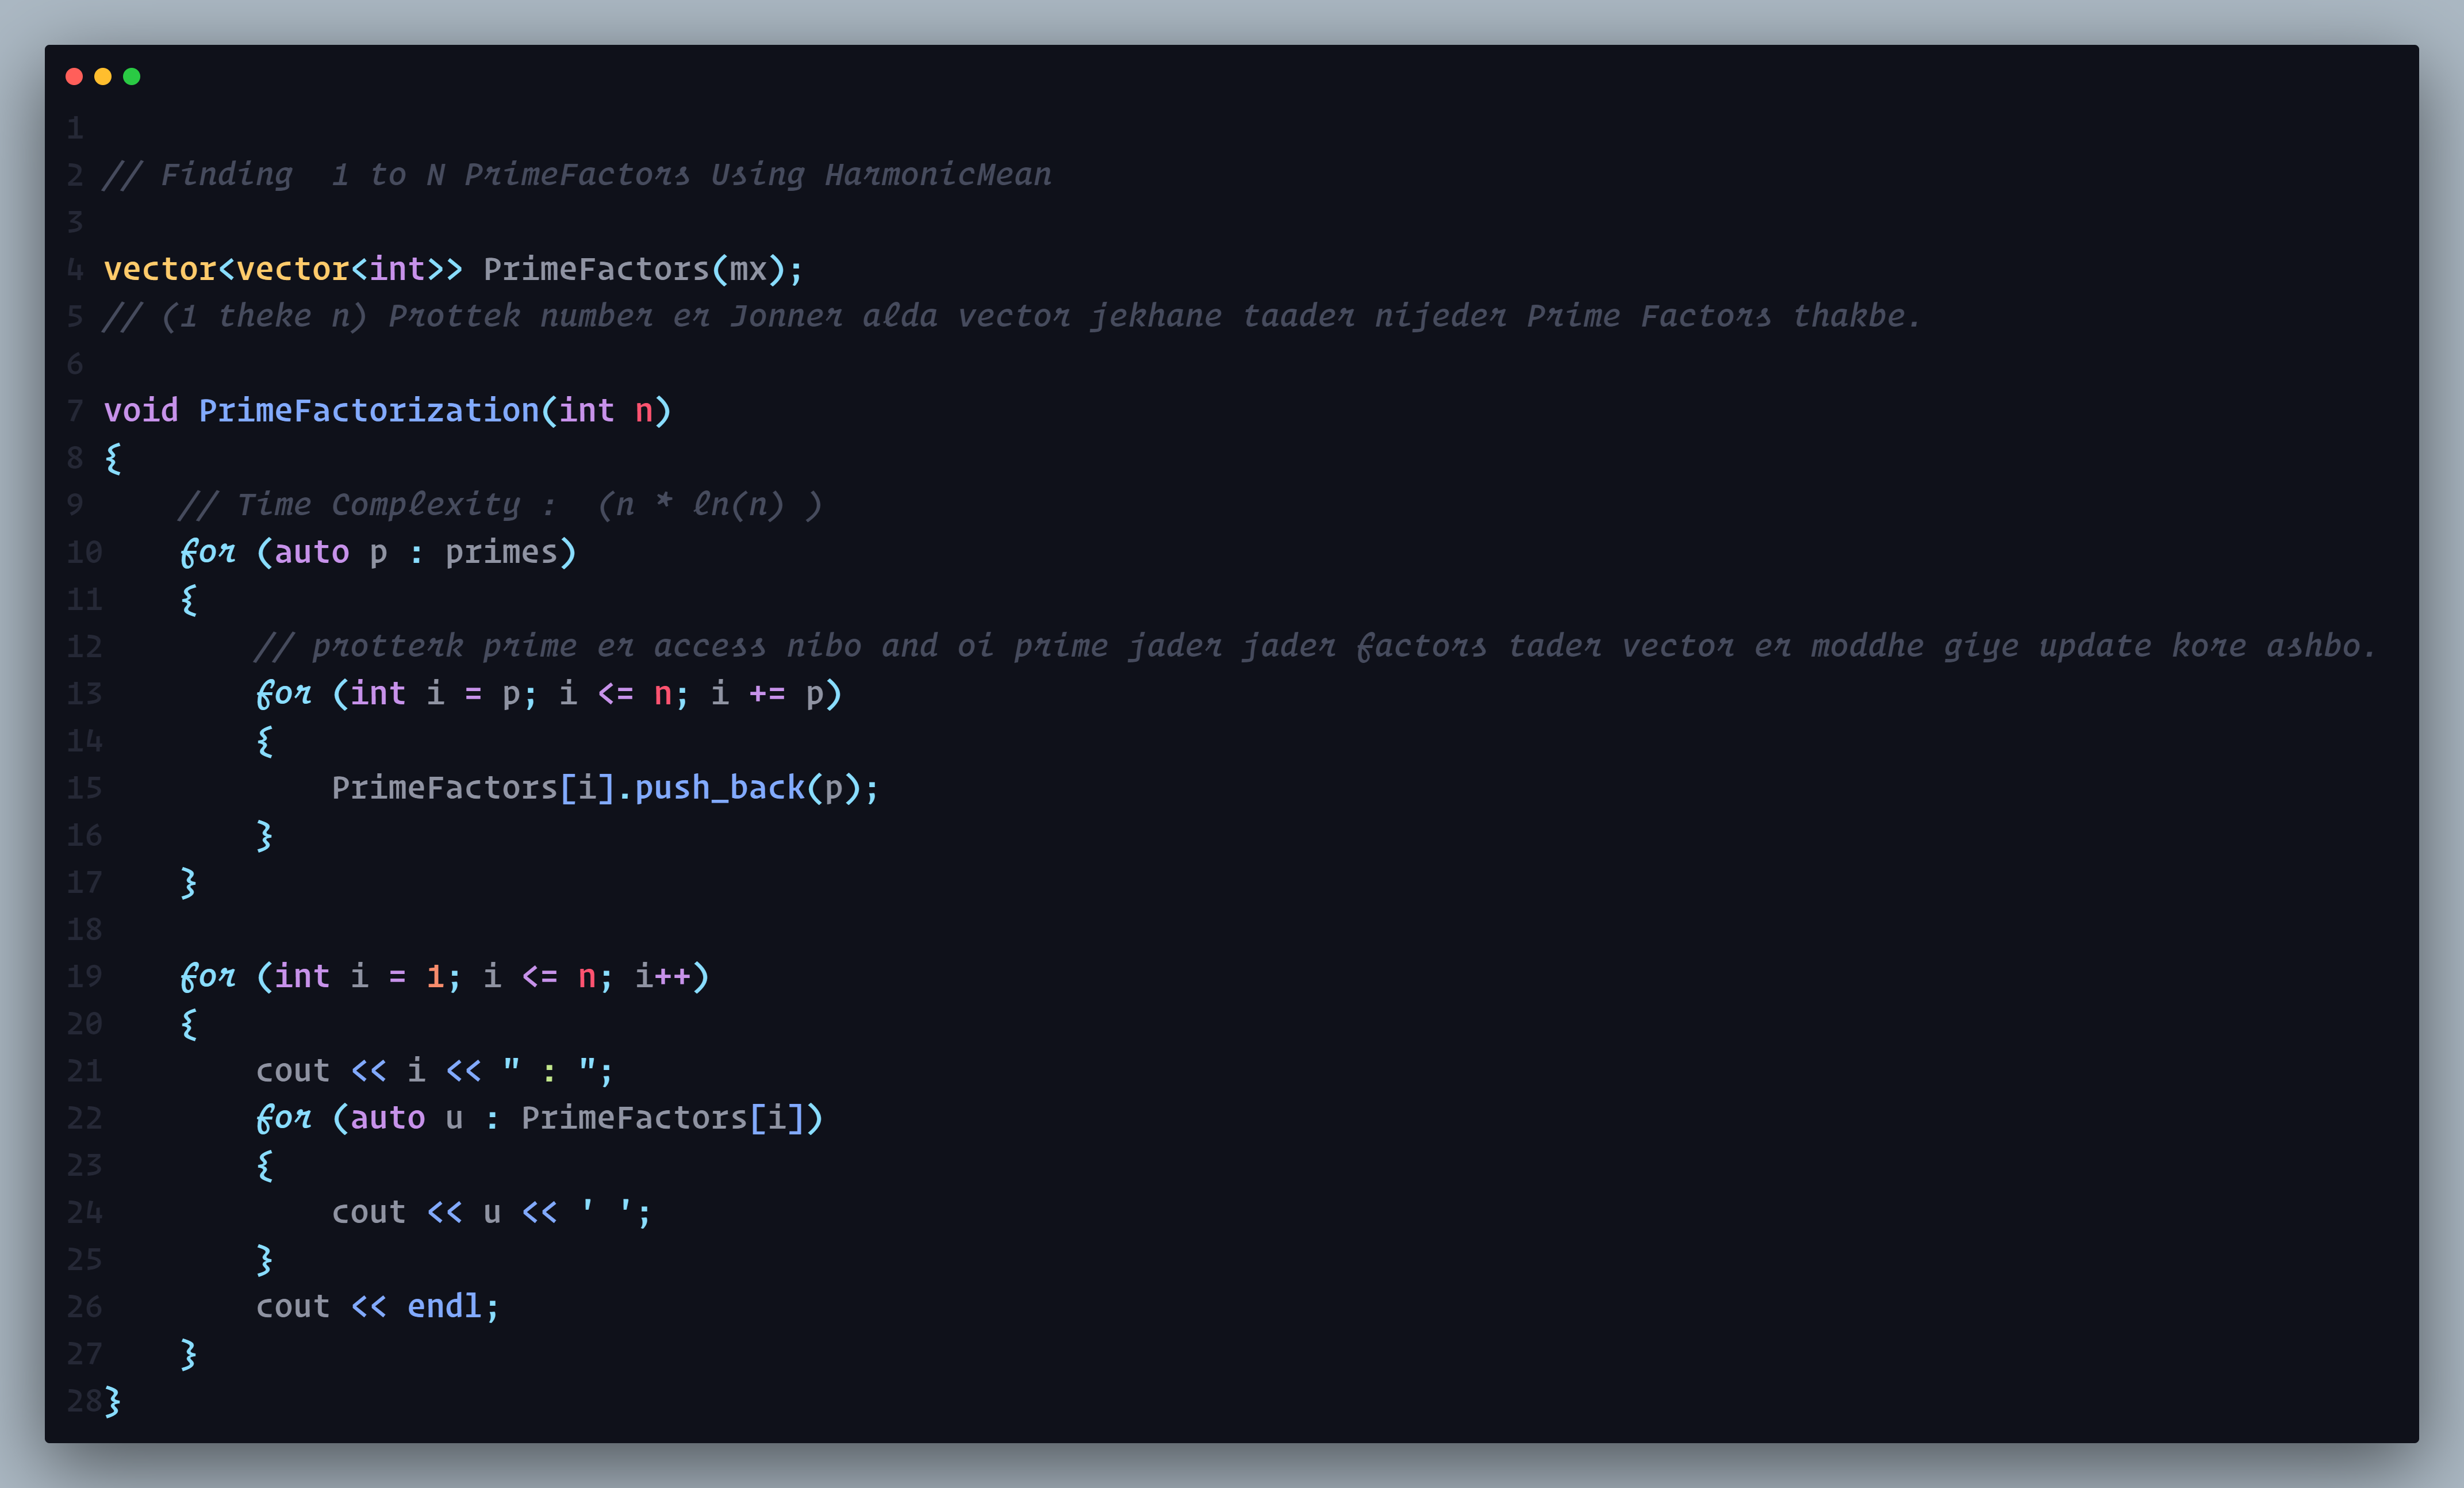 1
2 // Finding  1 to N PrimeFactors Using HarmonicMean
3
4 vector<vector<int>> PrimeFactors(mx);
5 // (1 theke n) Prottek number er Jonner alda vector jekhane taader nijeder Prime Factors thakbe.
6
7 void PrimeFactorization(int n)
8 {
9     // Time Complexity :  (n * ln(n) )
10    for (auto p : primes)
11    {
12        // protterk prime er access nibo and oi prime jader jader factors tader vector er moddhe giye update kore ashbo.
13        for (int i = p; i <= n; i += p)
14        {
15            PrimeFactors[i].push_back(p);
16        }
17    }
18
19    for (int i = 1; i <= n; i++)
20    {
21        cout << i << " : ";
22        for (auto u : PrimeFactors[i])
23        {
24            cout << u << ' ';
25        }
26        cout << endl;
27    }
28}